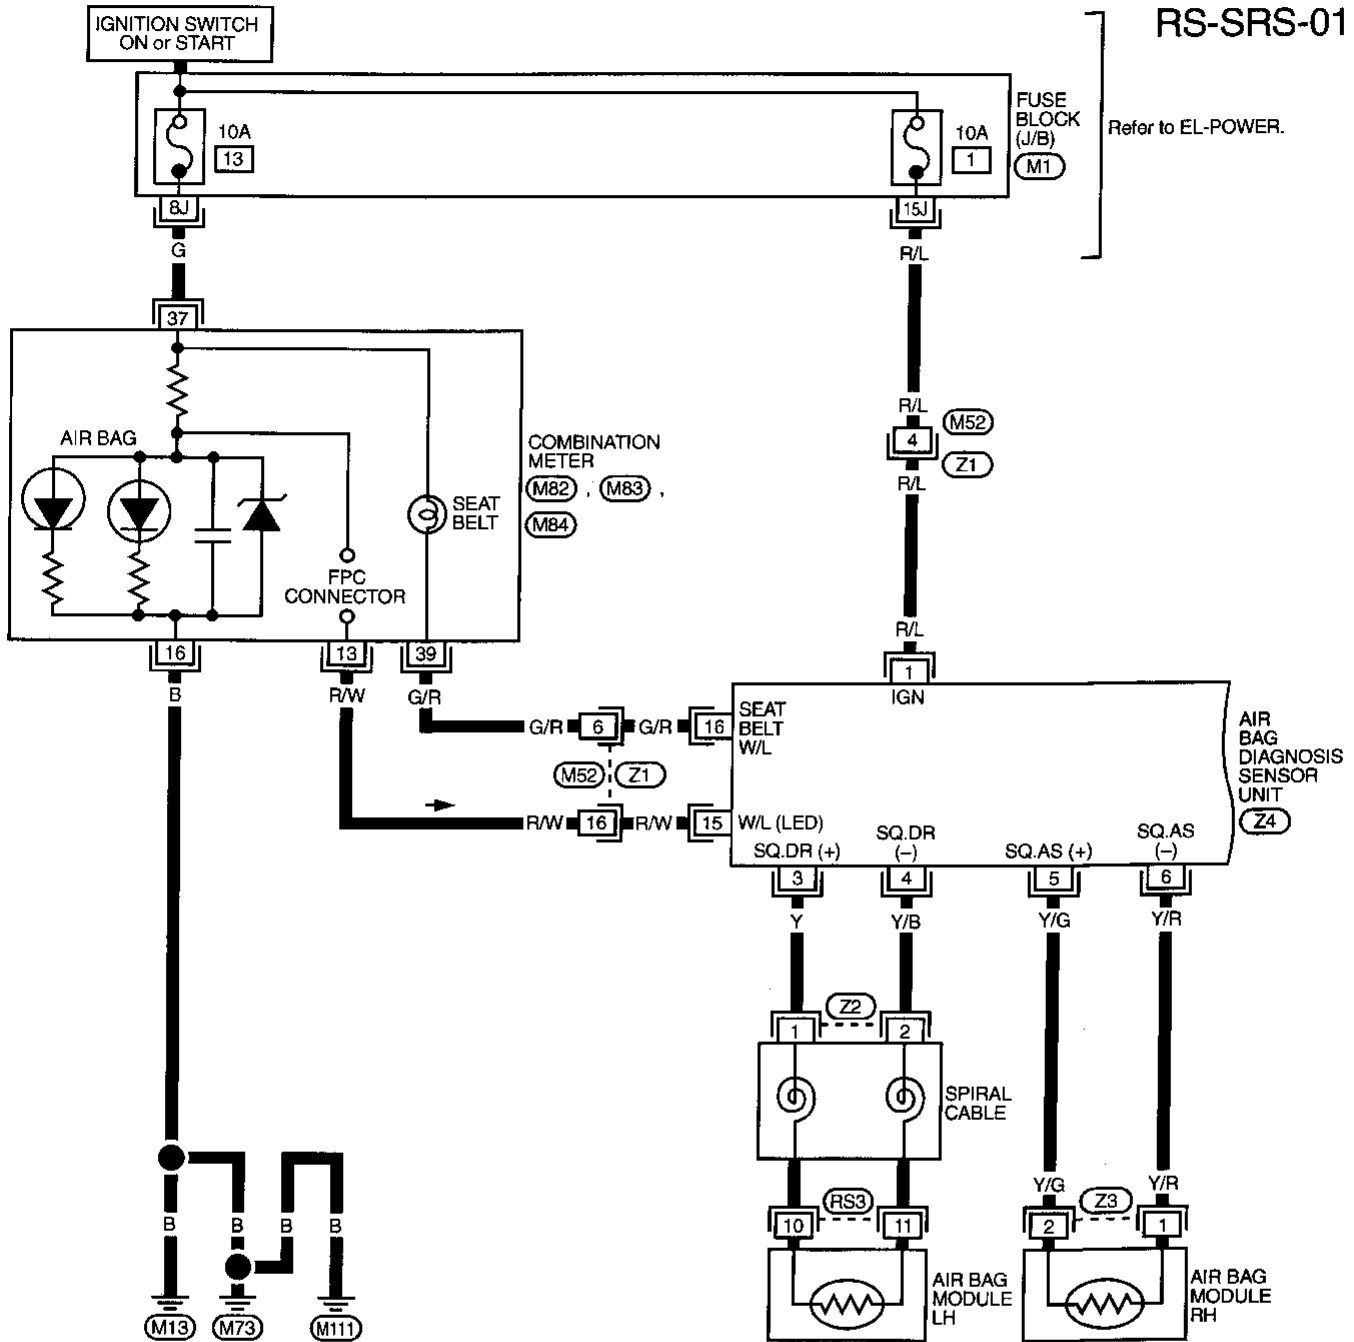 RS-SRS-01
IGNITION SWITCH
ON or START
10A
13
10A
1
FUSE
BLOCK
(J/B)
M1
Refer to EL-POWER.
8J
15J
G
R/L
37
R/L
4
M52
Z1
R/L
AIR BAG
SEAT
BELT
COMBINATION
METER
M82 , M83 ,
M84
FPC
CONNECTOR
R/L
16
13
39
1
B
R/W
G/R
IGN
G/R
6
G/R
16
SEAT
BELT
W/L
M52
Z1
R/W
16
R/W
15
W/L (LED)
SQ.DR (+)
SQ.DR
(–)
SQ.AS (+)
SQ.AS
(–)
AIR
BAG
DIAGNOSIS
SENSOR
UNIT
Z4
3
4
5
6
Y
Y/B
Y/G
Y/R
Z2
1
2
SPIRAL
CABLE
Y/G
Y/R
RS3
10
11
Z3
2
1
AIR BAG
MODULE
LH
AIR BAG
MODULE
RH
B
B
B
B
M13
M73
M111